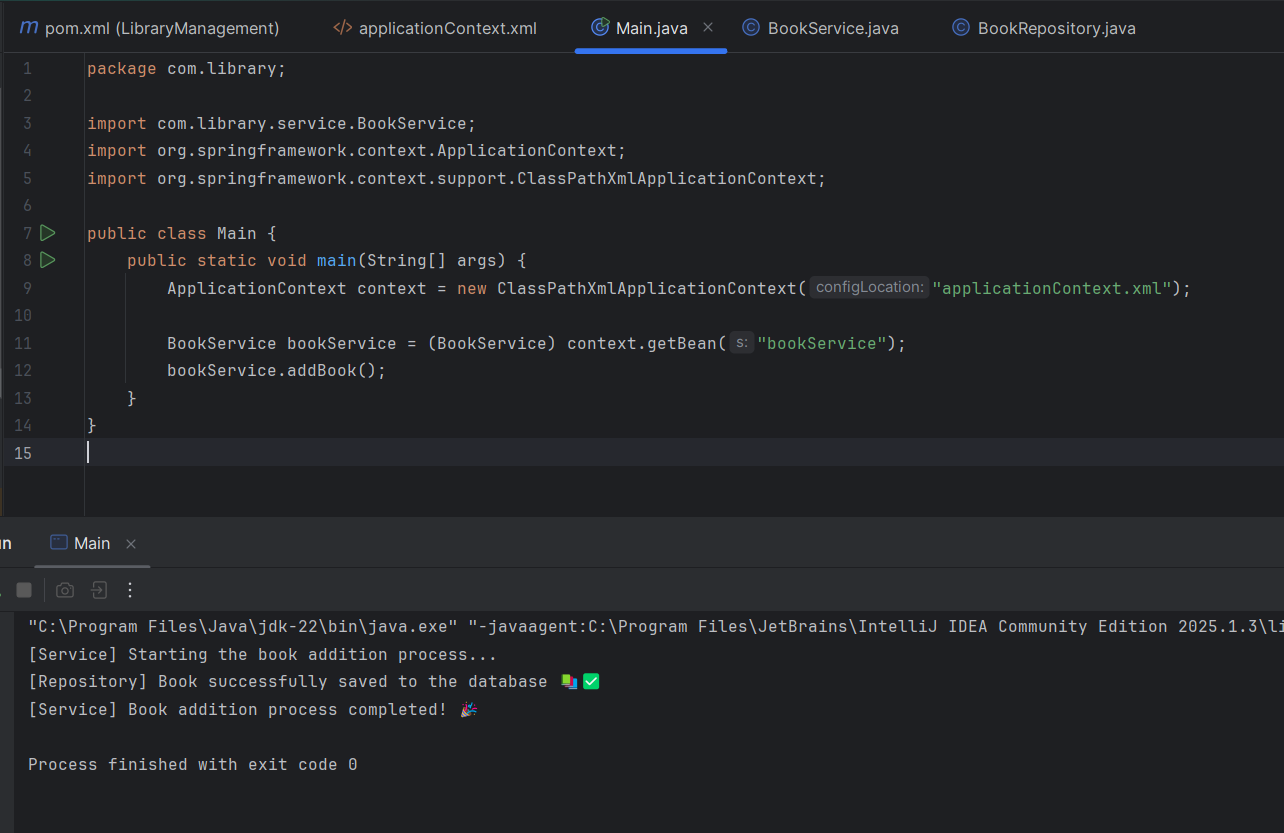 m pom.xml (LibraryManagement) </> applicationContext.xml Main.java × BookService.java BookRepository.java
1 package com.library;
2
3 import com.library.service.BookService;
4 import org.springframework.context.ApplicationContext;
5 import org.springframework.context.support.ClassPathXmlApplicationContext;
6
7 public class Main {
8 public static void main(String[] args) {
9 ApplicationContext context = new ClassPathXmlApplicationContext( configLocation: "applicationContext.xml");
10
11 BookService bookService = (BookService) context.getBean( s: "bookService");
12 bookService.addBook();
13 }
14 }
15
Main ×
"C:\Program Files\Java\jdk-22\bin\java.exe" "-javaagent:C:\Program Files\JetBrains\IntelliJ IDEA Community Edition 2025.1.3\li
[Service] Starting the book addition process...
[Repository] Book successfully saved to the database 📚✅
[Service] Book addition process completed! 🎉
Process finished with exit code 0